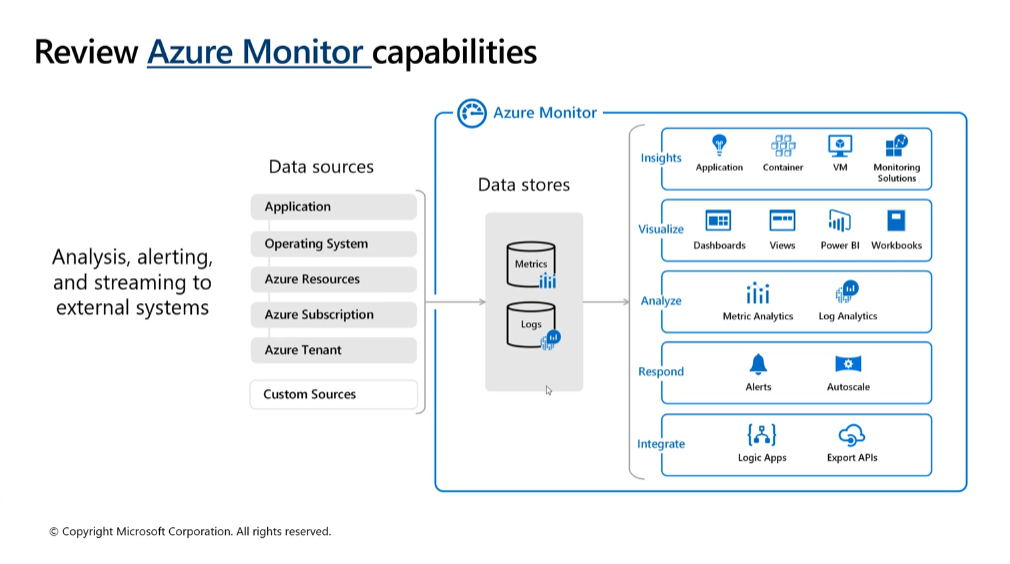 Review Azure Monitor capabilities
Azure Monitor
Data sources
Data stores
Analysis, alerting,
and streaming to
external systems
Application
Operating System
Azure Resources
Azure Subscription
Azure Tenant
Custom Sources
Metrics
Logs
Insights
Application
Container
VM
Monitoring
Solutions
Visualize
Dashboards
Views
Power BI
Workbooks
Analyze
Metric Analytics
Log Analytics
Respond
Alerts
Autoscale
Integrate
Logic Apps
Export APIs
© Copyright Microsoft Corporation. All rights reserved.